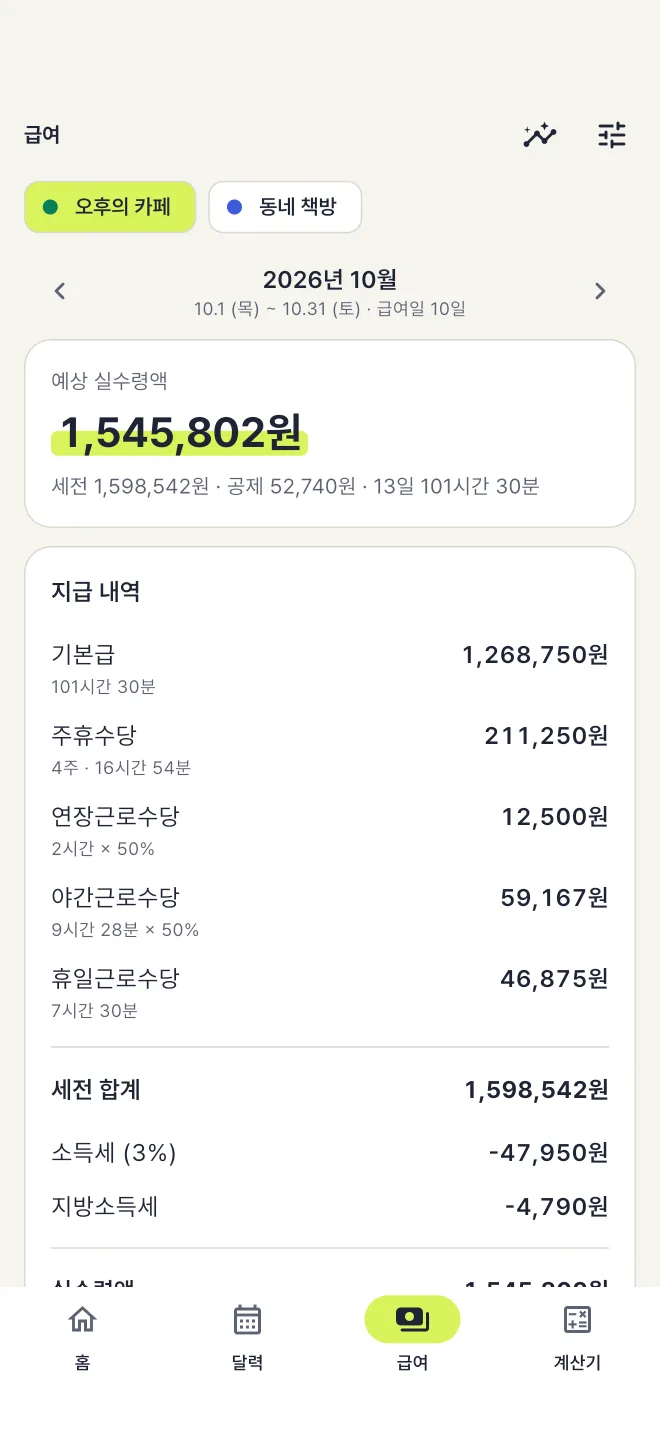 급여
오후의 카페
동네 책방
2026년 10월
10.1 (목) ~ 10.31 (토) · 급여일 10일
예상 실수령액
1,545,802원
세전 1,598,542원 · 공제 52,740원 · 13일 101시간 30분
지급 내역
기본급 1,268,750원
101시간 30분
주휴수당 211,250원
4주 · 16시간 54분
연장근로수당 12,500원
2시간 × 50%
야간근로수당 59,167원
9시간 28분 × 50%
휴일근로수당 46,875원
7시간 30분
세전 합계 1,598,542원
소득세 (3%) -47,950원
지방소득세 -4,790원
실수령액 1,545,802원
홈
달력
급여
계산기